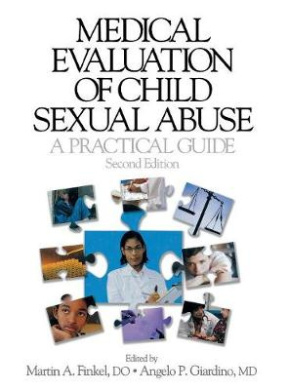 MEDICAL
EVALUATION
OF CHILD
SEXUAL ABUSE
A PRACTICAL GUIDE
Second Edition
Edited by
Martin A. Finkel, DO • Angelo P. Giardino, MD